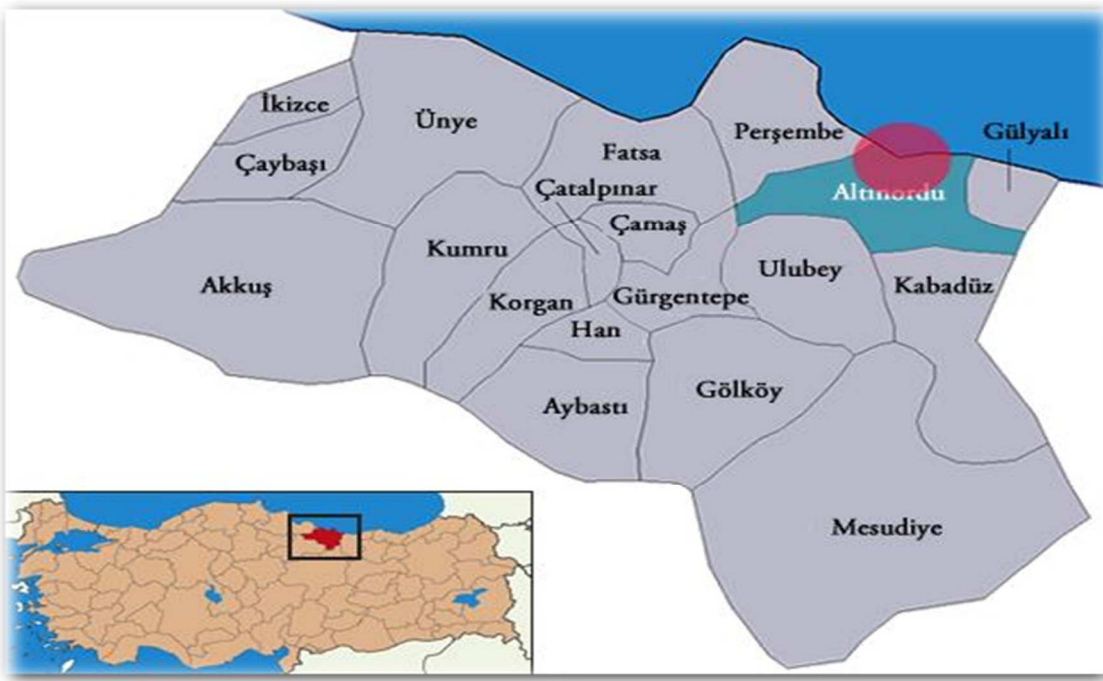 İkizce
Ünye
Perşembe
Gülyalı
Çaybaşı
Fatsa
Çatalpınar
Altınordu
Çamaş
Akkuş
Kumru
Ulubey
Kabadüz
Korgan
Gürgentepe
Han
Aybastı
Gölköy
Mesudiye